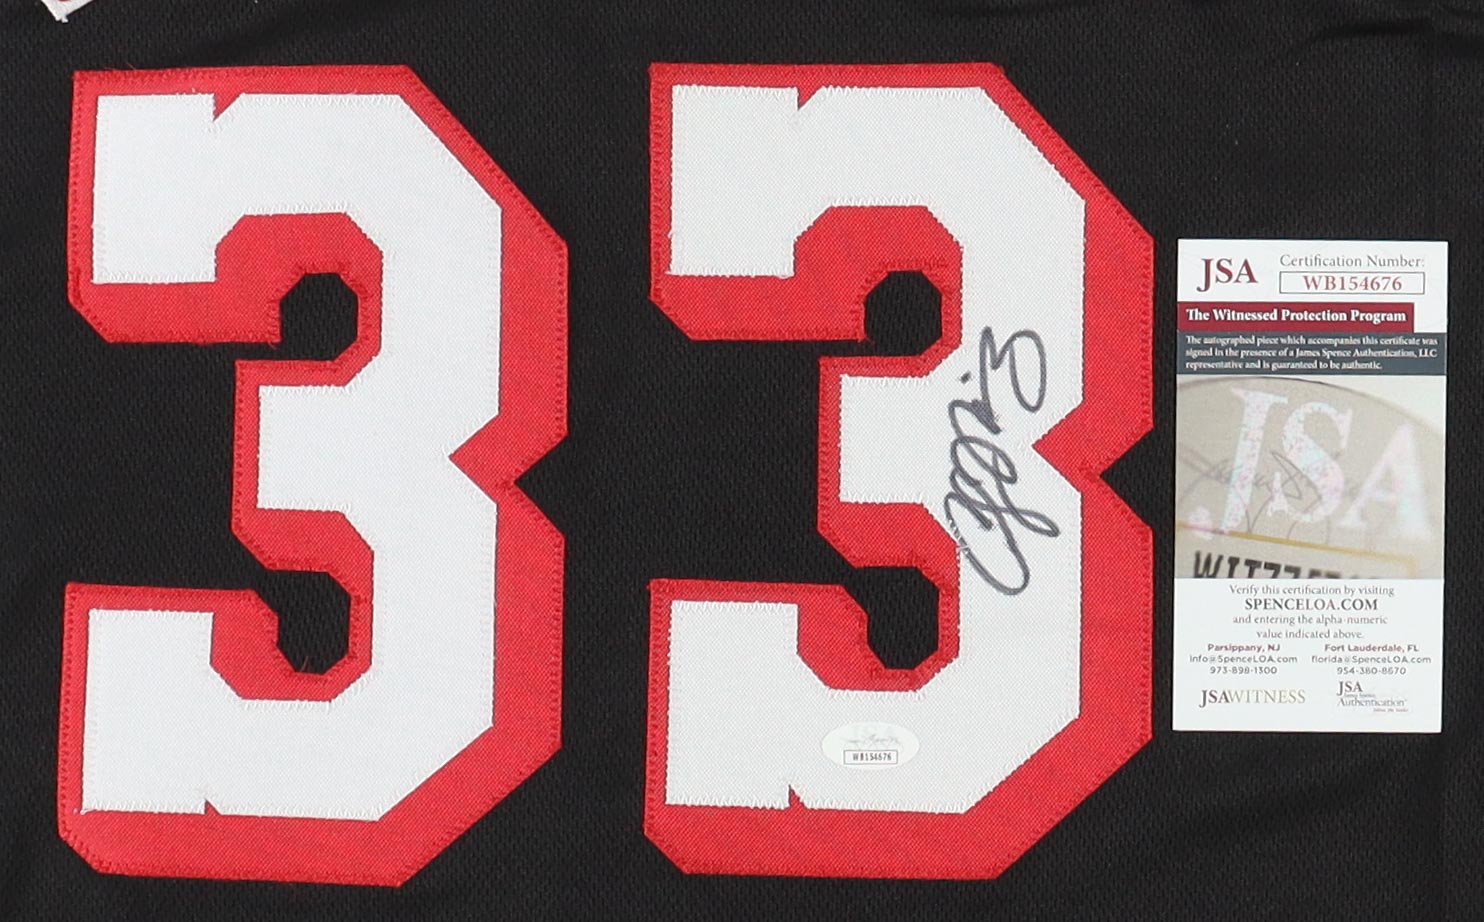 33
JSA
Certification Number:
WB154676
The Witnessed Protection Program
The autographed piece which accompanies this certificate was
signed in the presence of a James Spence Authentication, LLC
representative and is guaranteed to be authentic.
JSA
Verify this certification by visiting
SPENCELOA.COM
and entering the alpha-numeric
value indicated above.
Parsippany, NJ
info@SpenceLOA.com
973-898-1300
Fort Lauderdale, FL
florida@SpenceLOA.com
954-380-8670
JSAWITNESS
JSA
Authentication
WB154676